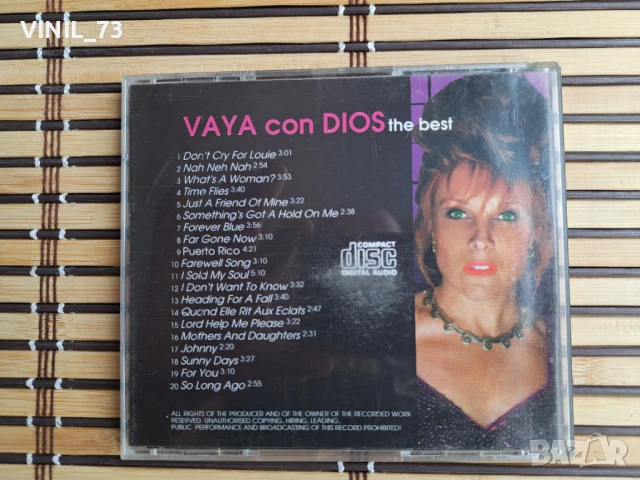 VINIL_73
VAYA con DIOS the best
1 Don't Cry For Louie 3:01
2 Nah Neh Nah 2:54
3 What's A Woman? 3:53
4 Time Flies 3:40
5 Just A Friend Of Mine 3:22
6 Something's Got A Hold On Me 2:38
7 Forever Blue 3:56
8 Far Gone Now 3:10
9 Puerto Rico 4:21
10 Farewell Song 3:10
11 I Sold My Soul 5:10
12 I Don't Want To Know 3:32
13 Heading For A Fall 3:40
14 Quand Elle Rit Aux Eclats 2:47
15 Lord Help Me Please 3:22
16 Mothers And Daughters 2:31
17 Johnny 2:20
18 Sunny Days 3:27
19 For You 3:10
20 So Long Ago 2:55
COMPACT
disc
DIGITAL AUDIO
ALL RIGHTS OF THE PRODUCER AND OF THE OWNER OF THE RECORDED WORK
RESERVED. UNAUTHORISED COPYING, HIRING, LEADING,
PUBLIC PERFORMANCE AND BROADCASTING OF THIS RECORD PROHIBITED!
BAZAR